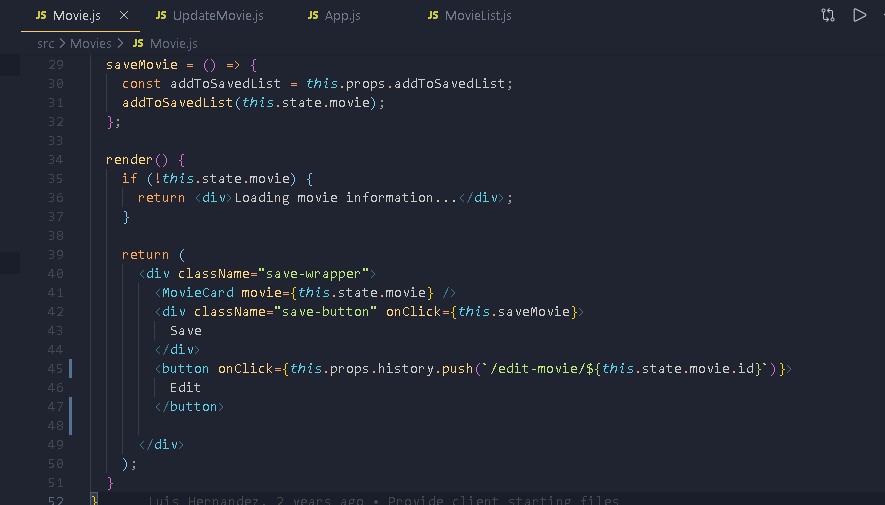 JS Movie.js × JS UpdateMovie.js JS App.js JS MovieList.js
src > Movies > JS Movie.js
29 saveMovie = () => {
30 const addToSavedList = this.props.addToSavedList;
31 addToSavedList(this.state.movie);
32 };
33
34 render() {
35 if (!this.state.movie) {
36 return <div>Loading movie information...</div>;
37 }
38
39 return (
40 <div className="save-wrapper">
41 <MovieCard movie={this.state.movie} />
42 <div className="save-button" onClick={this.saveMovie}>
43 Save
44 </div>
45 <button onClick={this.props.history.push(`/edit-movie/${this.state.movie.id}`)}>
46 Edit
47 </button>
48
49 </div>
50 );
51 }
52 } Luis Hernandez, 2 years ago • Provide client starting files